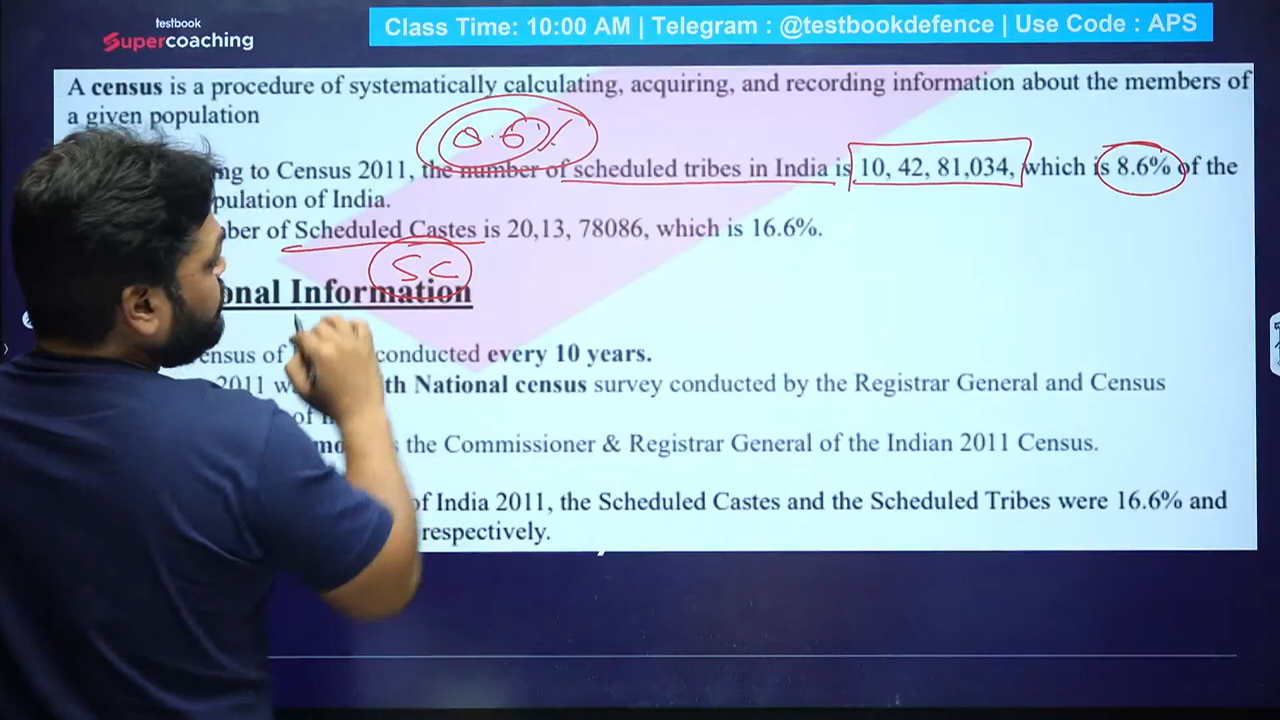 testbook
Supercoaching
Class Time: 10:00 AM | Telegram : @testbookdefence | Use Code : APS
A census is a procedure of systematically calculating, acquiring, and recording information about the members of
a given population
8.6%
ng to Census 2011, the number of scheduled tribes in India is 10, 42, 81,034, which is 8.6% of the
pulation of India.
ber of Scheduled Castes is 20,13, 78086, which is 16.6%.
SC
onal Information
ensus of conducted every 10 years.
2011 w th National census survey conducted by the Registrar General and Census
of
mo the Commissioner & Registrar General of the Indian 2011 Census.
of India 2011, the Scheduled Castes and the Scheduled Tribes were 16.6% and
respectively.